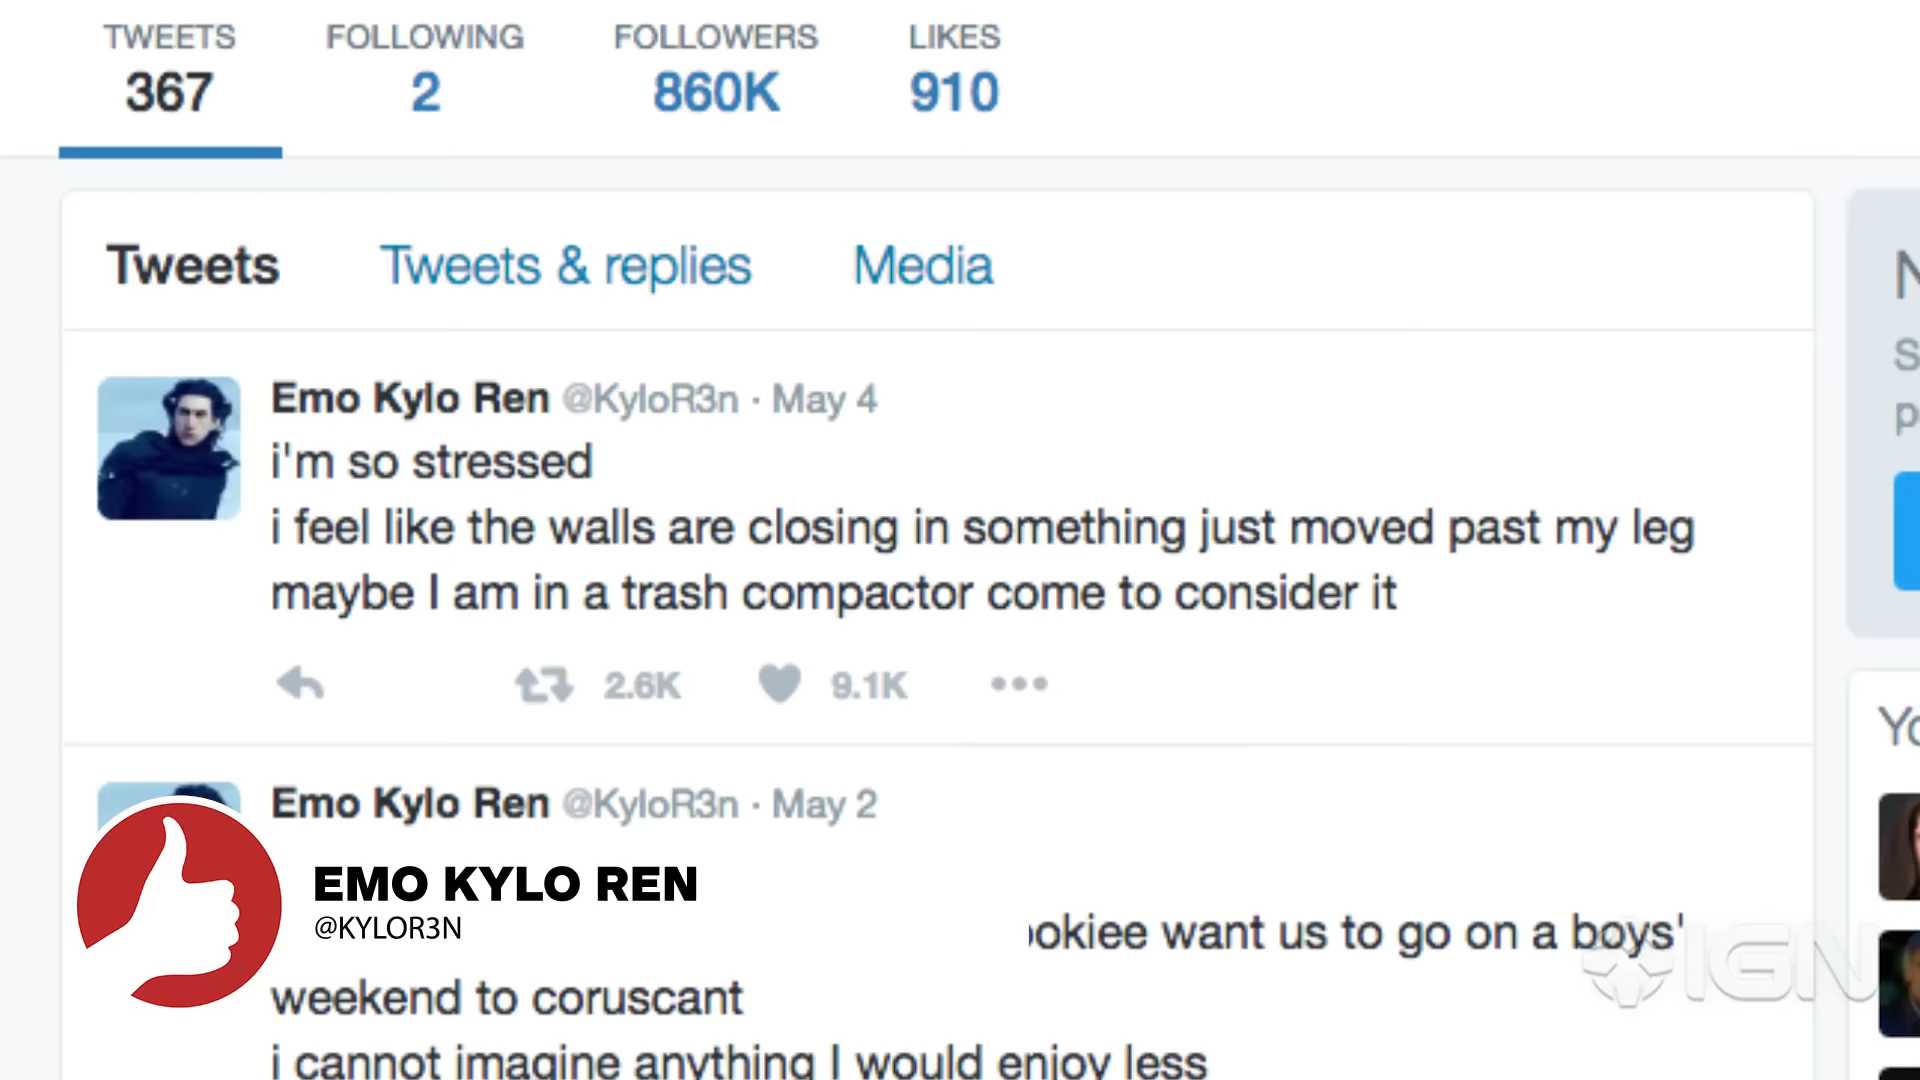 TWEETS FOLLOWING FOLLOWERS LIKES
367 2 860K 910
Tweets Tweets & replies Media
Emo Kylo Ren @KyloR3n · May 4
i'm so stressed
i feel like the walls are closing in something just moved past my leg
maybe I am in a trash compactor come to consider it
2.6K 9.1K
Emo Kylo Ren @KyloR3n · May 2
EMO KYLO REN
@KYLOR3N
want us to go on a boys'
weekend to coruscant
i cannot imagine anything I would enjoy less
IGN